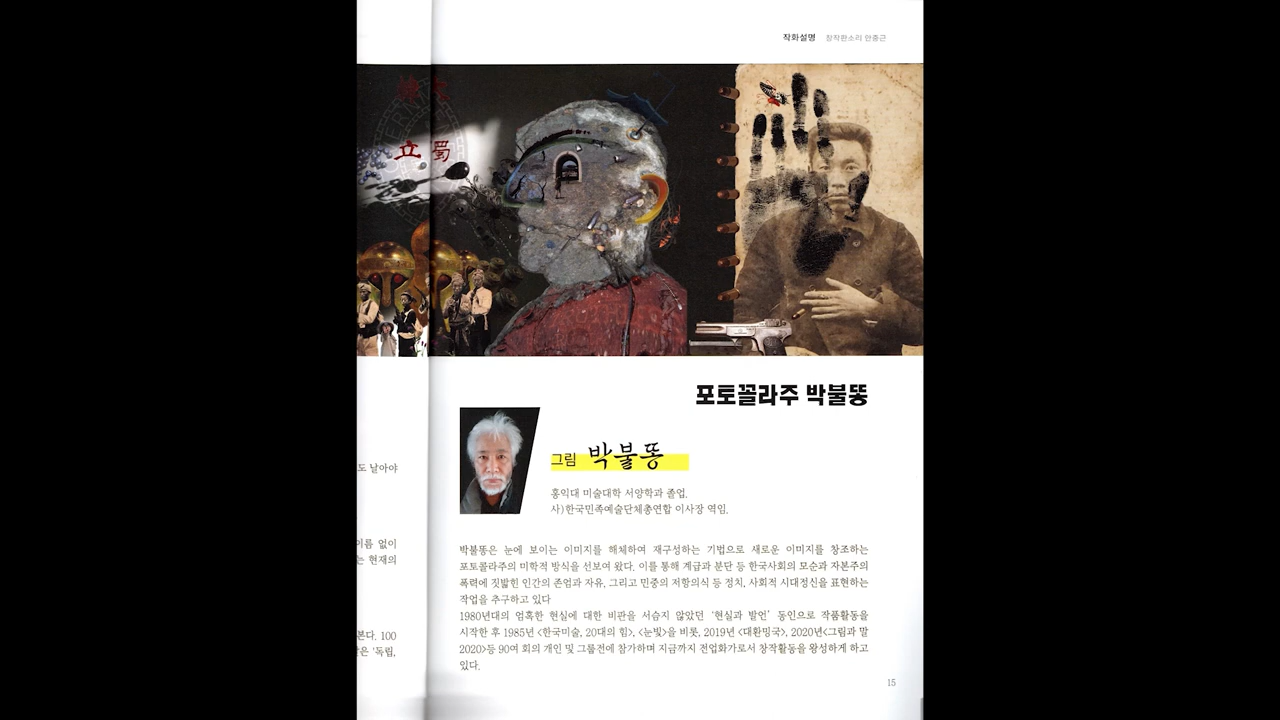 작화설명 창작판소리 안중근
立 蜀
포토꼴라주 박불똥
그림 박불똥
홍익대 미술대학 서양학과 졸업.
사)한국민족예술단체총연합 이사장 역임.
도 날아야
이름 없이
는 현재의
본다. 100
같은 '독립,
박불똥은 눈에 보이는 이미지를 해체하여 재구성하는 기법으로 새로운 이미지를 창조하는
포토콜라주의 미학적 방식을 선보여 왔다. 이를 통해 계급과 분단 등 한국사회의 모순과 자본주의
폭력에 짓밟힌 인간의 존엄과 자유, 그리고 민중의 저항의식 등 정치, 사회적 시대정신을 표현하는
작업을 추구하고 있다
1980년대의 엄혹한 현실에 대한 비판을 서슴지 않았던 '현실과 발언' 동인으로 작품활동을
시작한 후 1985년 <한국미술, 20대의 힘>, <눈빛>을 비롯, 2019년 <대환밍국>, 2020년<그림과 말
2020>등 90여 회의 개인 및 그룹전에 참가하며 지금까지 전업화가로서 창작활동을 왕성하게 하고
있다.
15